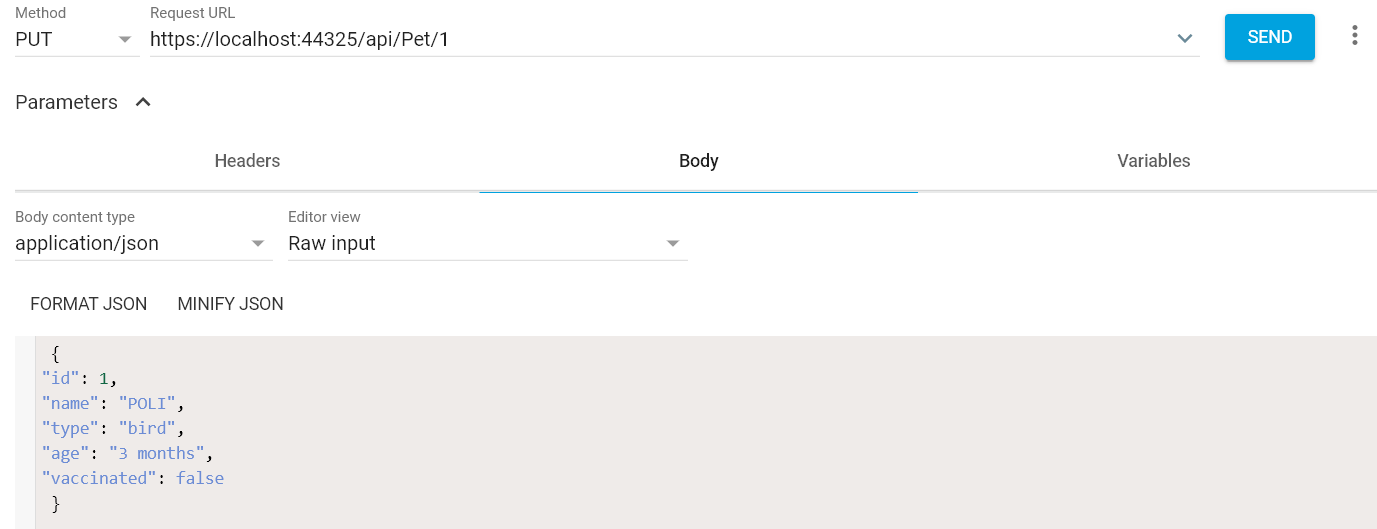 Method
Request URL
PUT
https://localhost:44325/api/Pet/1
SEND
Parameters
Headers
Body
Variables
Body content type
Editor view
application/json
Raw input
FORMAT JSON
MINIFY JSON
{
"id": 1,
"name": "POLI",
"type": "bird",
"age": "3 months",
"vaccinated": false
}